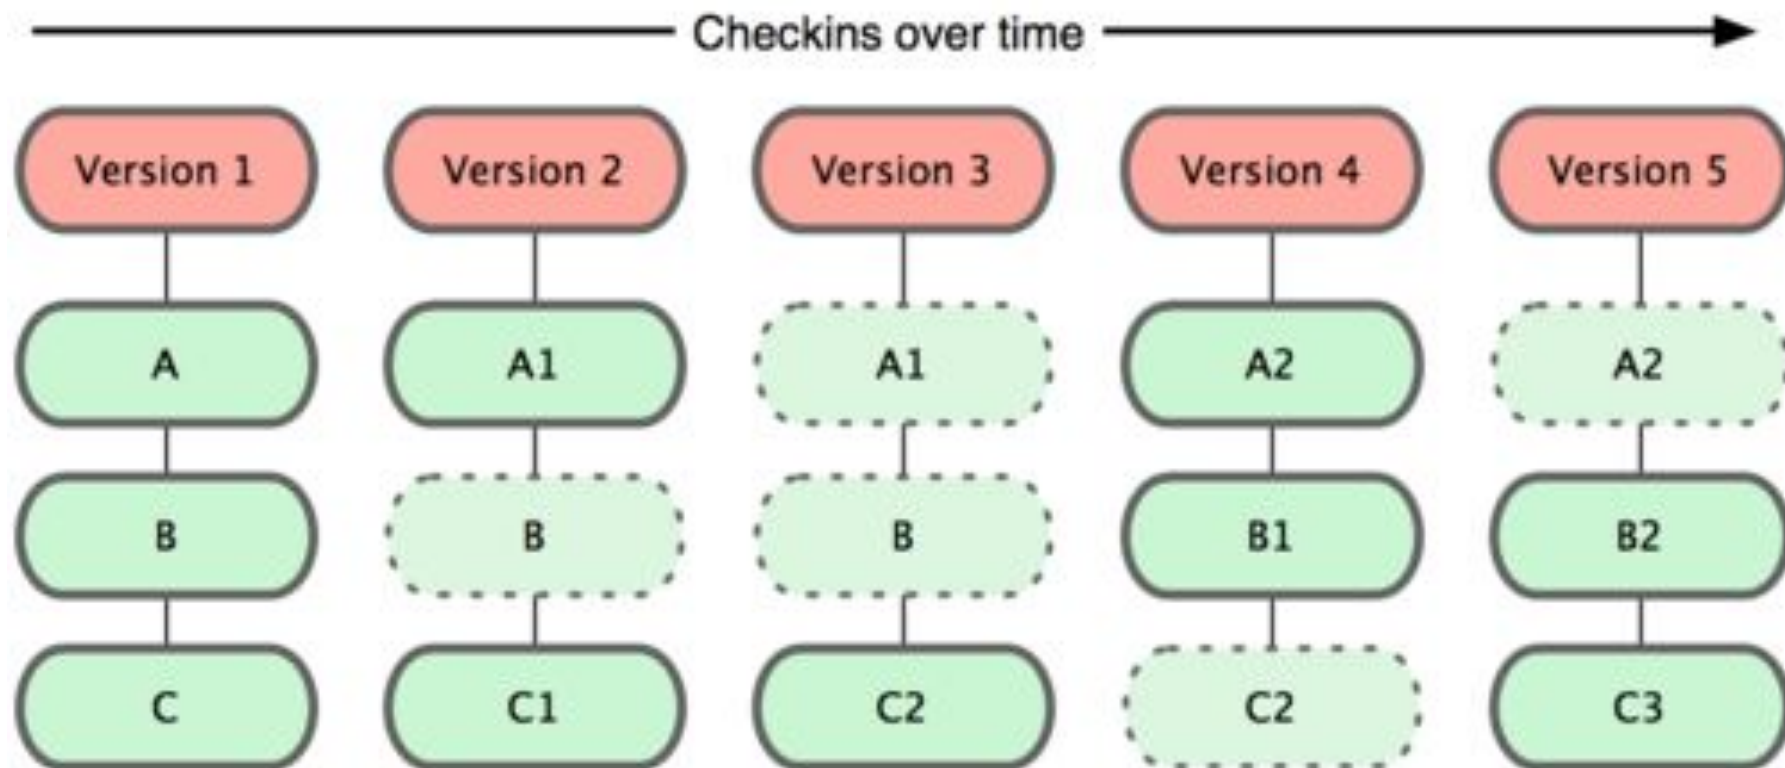 Checkins over time
Version 1 Version 2 Version 3 Version 4 Version 5
A A1 A1 A2 A2
B B B B1 B2
C C1 C2 C2 C3